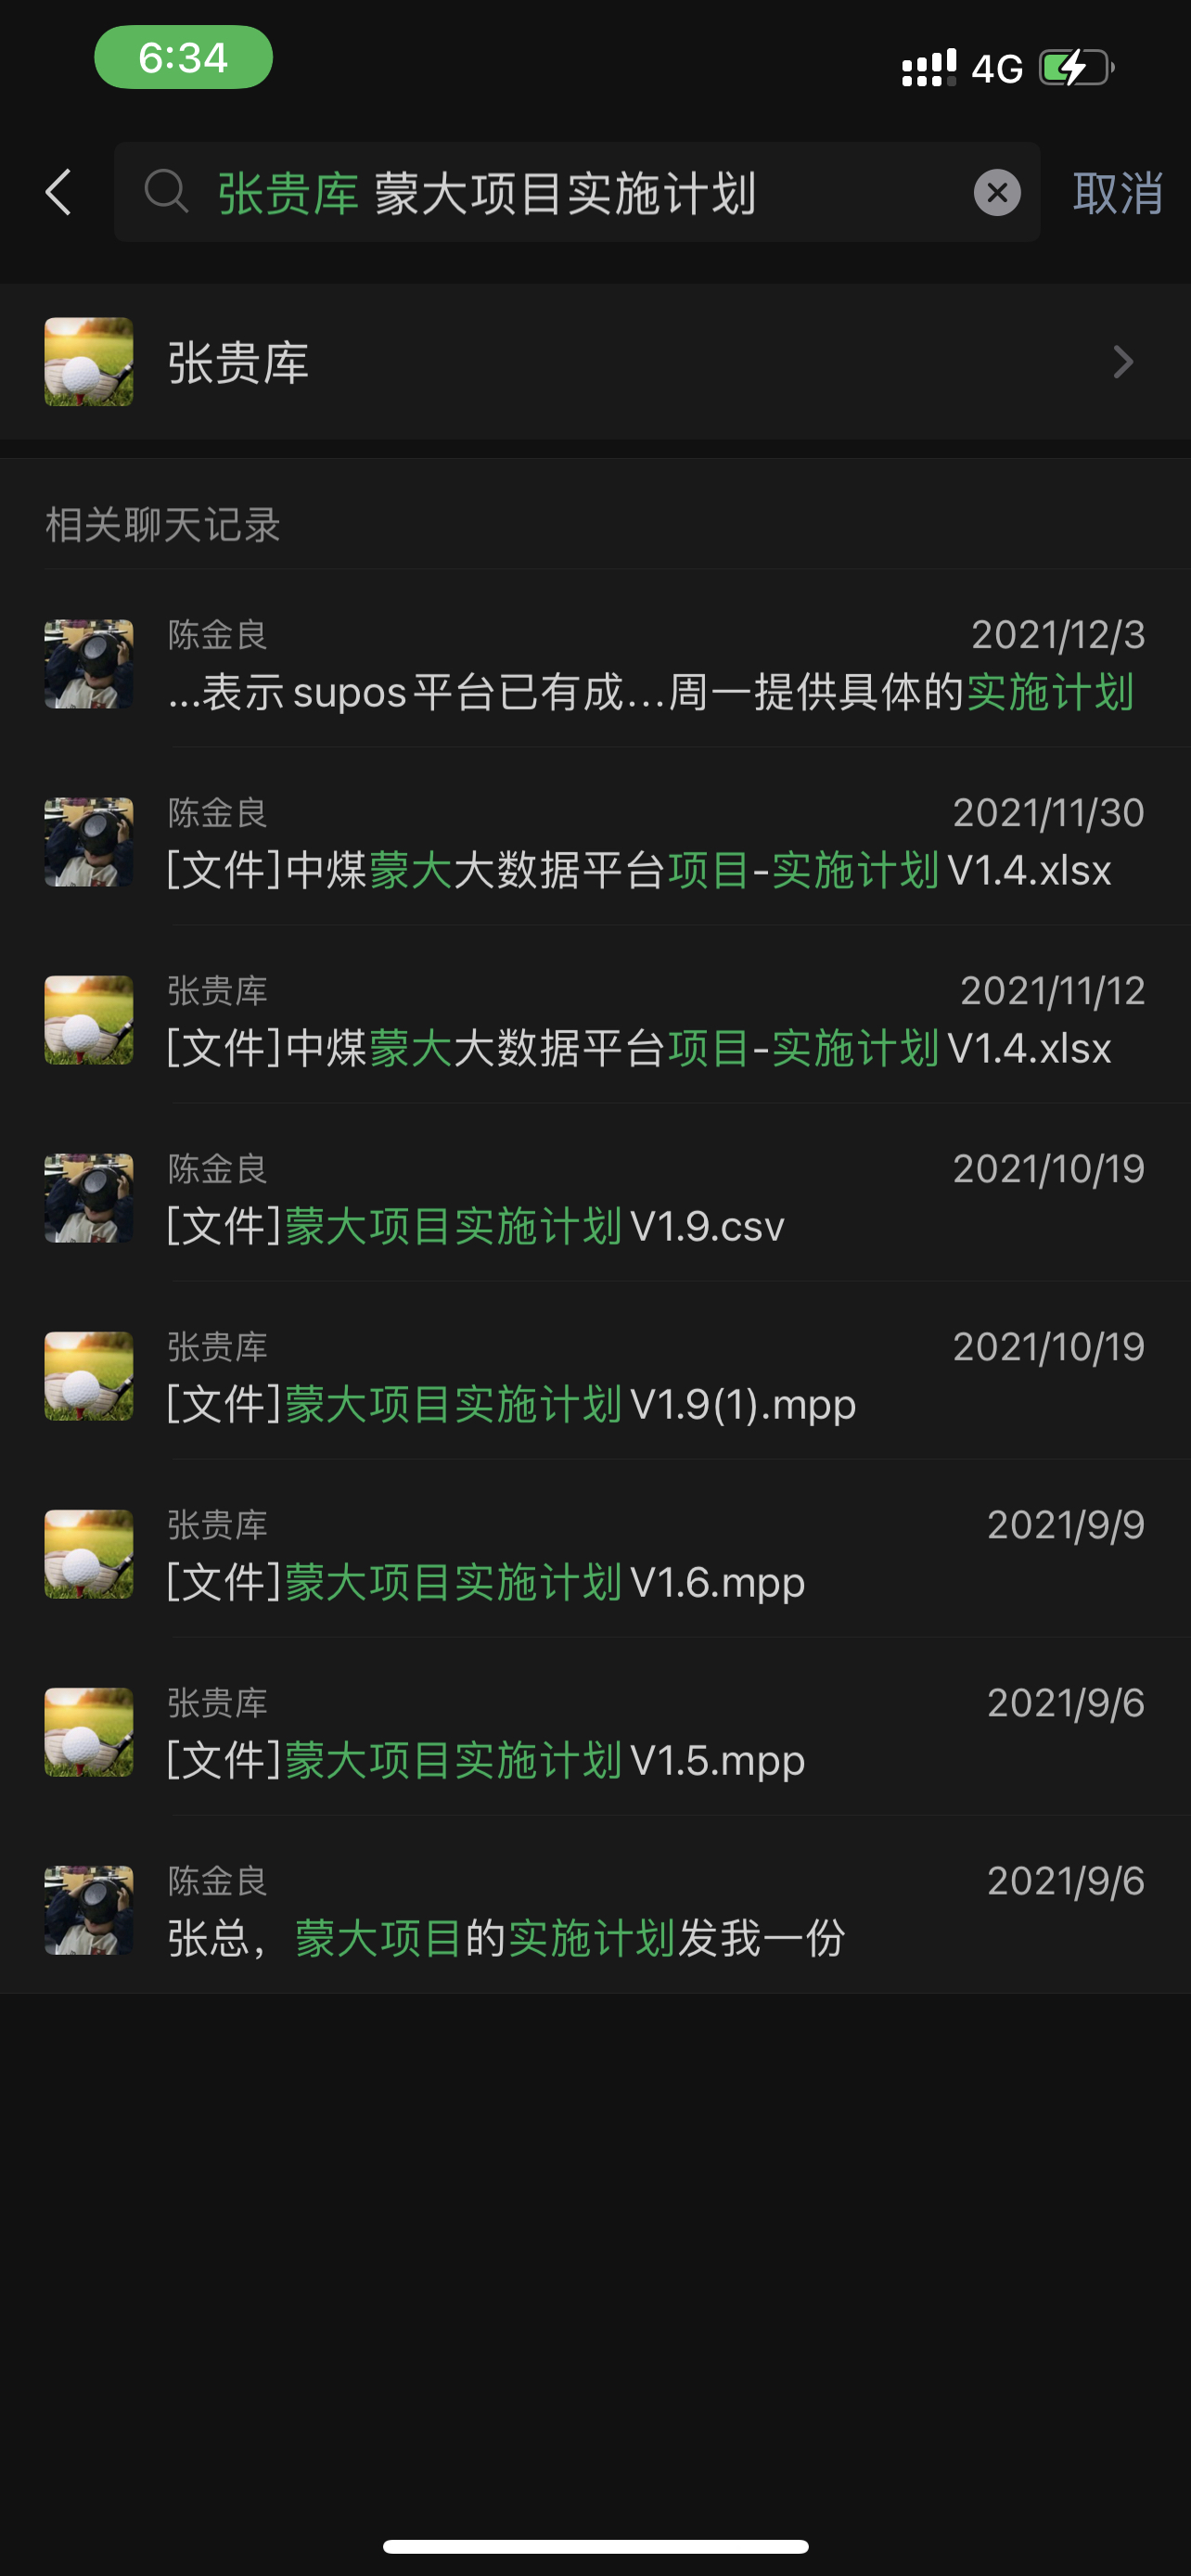 6:34
4G
张贵库 蒙大项目实施计划
取消
张贵库
相关聊天记录
陈金良
2021/12/3
...表示supos平台已有成...周一提供具体的实施计划
陈金良
2021/11/30
[文件]中煤蒙大大数据平台项目-实施计划V1.4.xlsx
张贵库
2021/11/12
[文件]中煤蒙大大数据平台项目-实施计划V1.4.xlsx
陈金良
2021/10/19
[文件]蒙大项目实施计划V1.9.csv
张贵库
2021/10/19
[文件]蒙大项目实施计划V1.9(1).mpp
张贵库
2021/9/9
[文件]蒙大项目实施计划V1.6.mpp
张贵库
2021/9/6
[文件]蒙大项目实施计划V1.5.mpp
陈金良
2021/9/6
张总，蒙大项目的实施计划发我一份